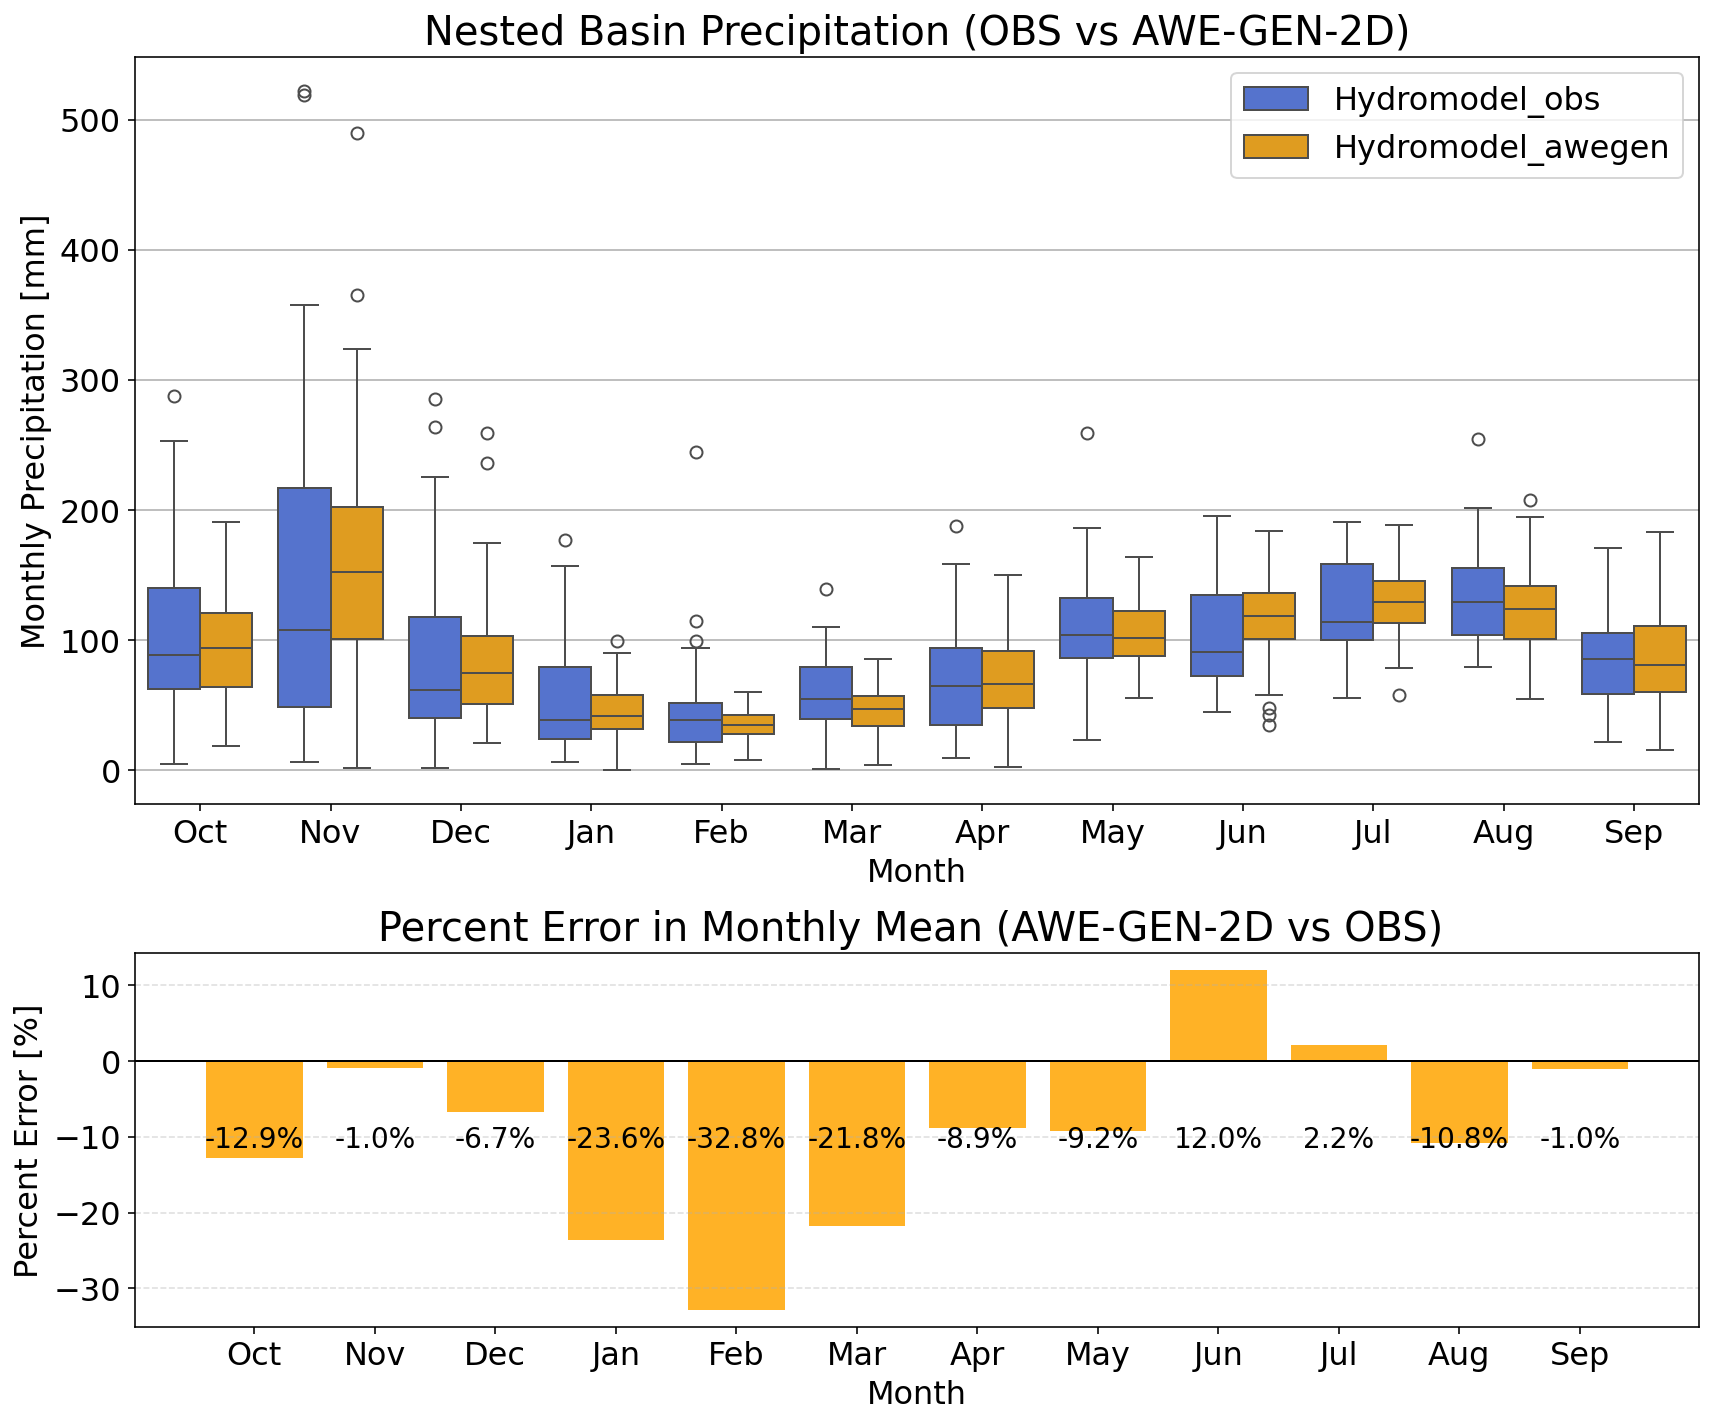 Nested Basin Precipitation (OBS vs AWE-GEN-2D)
Monthly Precipitation [mm]
500
400
300
200
100
0
Hydromodel_obs
Hydromodel_awegen
Oct Nov Dec Jan Feb Mar Apr May Jun Jul Aug Sep
Month
Percent Error in Monthly Mean (AWE-GEN-2D vs OBS)
Percent Error [%]
10
0
−10
−20
−30
-12.9% -1.0% -6.7% -23.6% -32.8% -21.8% -8.9% -9.2% 12.0% 2.2% -10.8% -1.0%
Oct Nov Dec Jan Feb Mar Apr May Jun Jul Aug Sep
Month